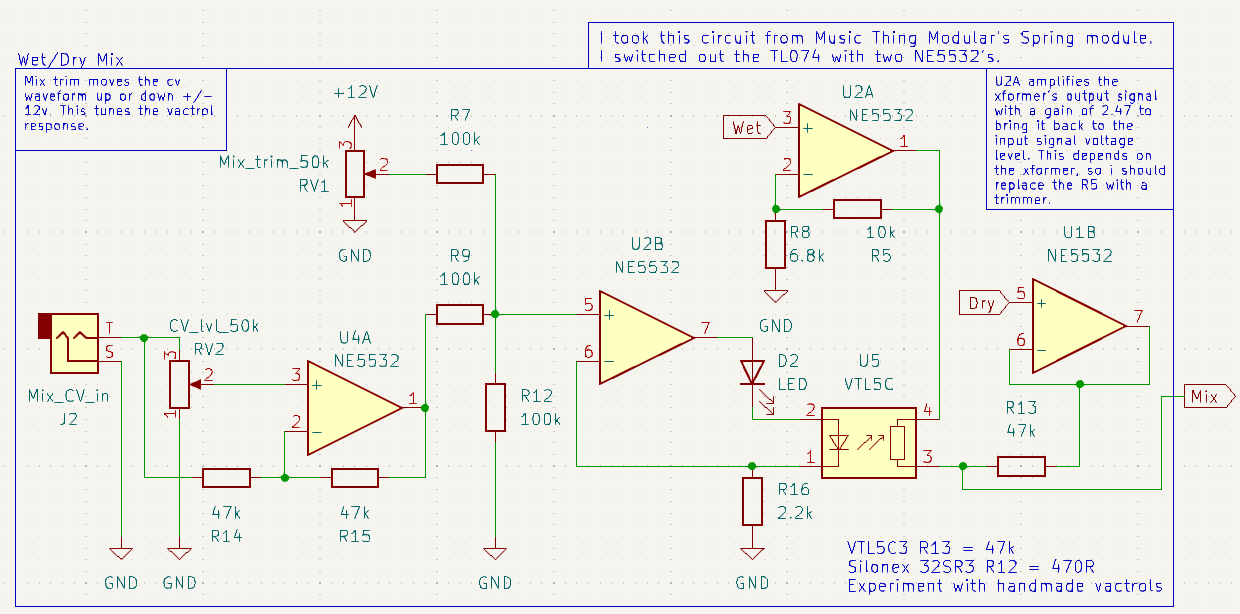 I took this circuit from Music Thing Modular's Spring module.
I switched out the TL074 with two NE5532's.
Wet/Dry Mix
Mix trim moves the cv
waveform up or down +/-
12v. This tunes the vactrol
response.
U2A amplifies the
xformer's output signal
with a gain of 2.47 to
bring it back to the
input signal voltage
level. This depends on
the xformer, so i should
replace the R5 with a
trimmer.
+12V
3
2
1
Mix_trim_50k
RV1
GND
R7
100k
R9
100k
T
S
Mix_CV_in
J2
CV_lvl_50k
RV2
3
2
1
U4A
NE5532
3
+
2
−
1
47k
R14
47k
R15
GND
GND
R12
100k
GND
U2B
NE5532
5
+
6
−
7
D2
LED
U5
VTL5C
2
1
4
3
R16
2.2k
GND
Wet
U2A
NE5532
3
+
2
−
1
R8
6.8k
10k
R5
GND
U1B
NE5532
Dry
5
+
6
−
7
R13
47k
Mix
VTL5C3 R13 = 47k
Silonex 32SR3 R12 = 470R
Experiment with handmade vactrols